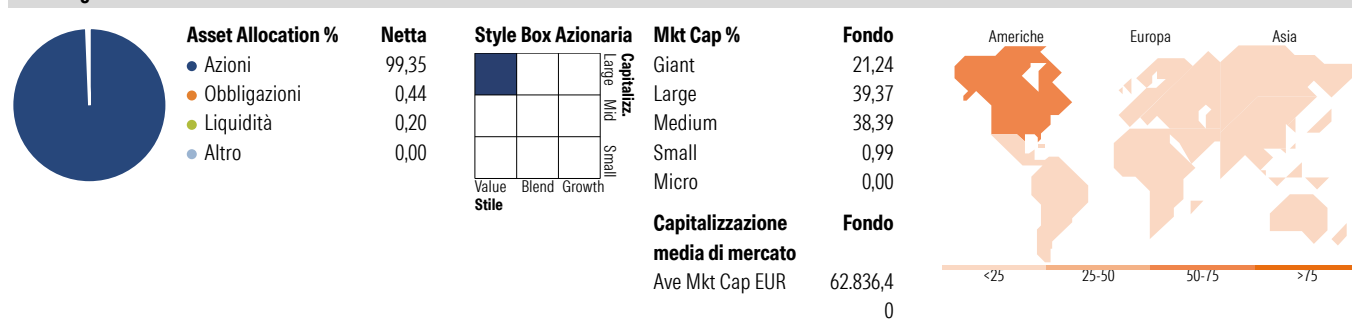 Asset Allocation % Netta
Azioni 99,35
Obbligazioni 0,44
Liquidità 0,20
Altro 0,00
Style Box Azionaria
Capitalizz.
Large
Mid
Small
Value Blend Growth
Stile
Mkt Cap % Fondo
Giant 21,24
Large 39,37
Medium 38,39
Small 0,99
Micro 0,00
Capitalizzazione Fondo
media di mercato
Ave Mkt Cap EUR 62.836,4
0
Americhe Europa Asia
<25 25-50 50-75 >75